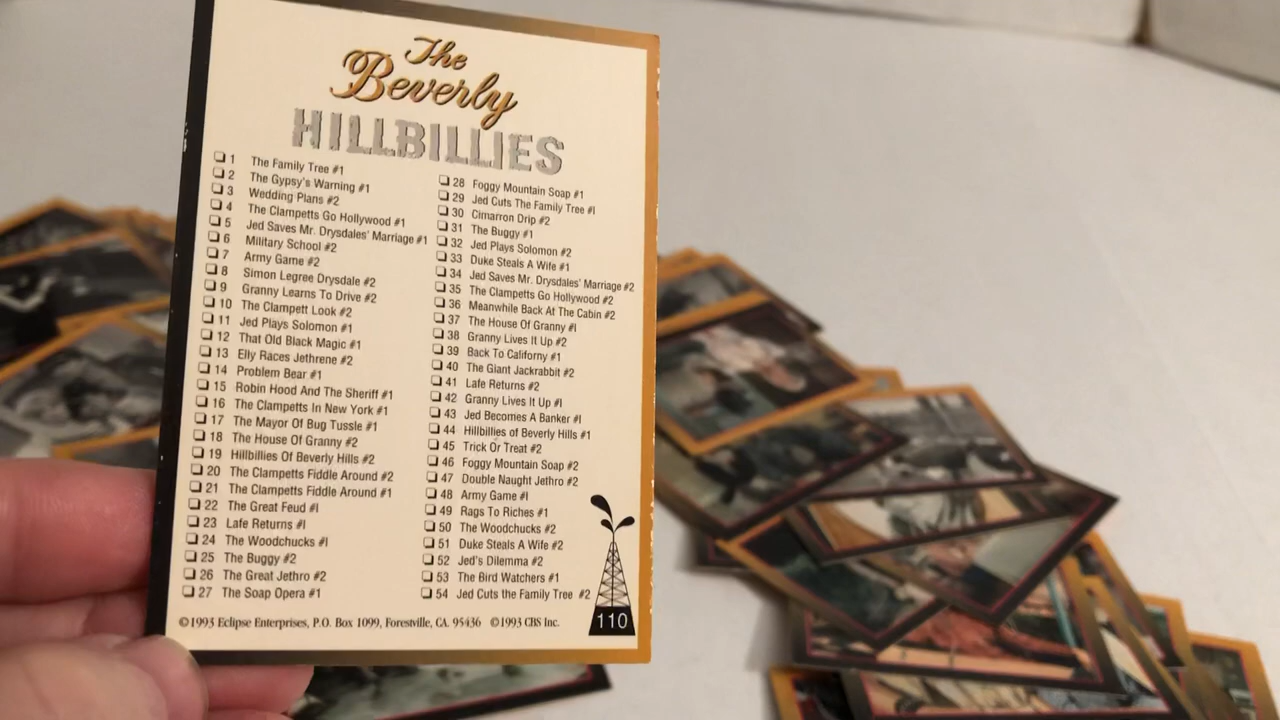 The
Beverly
HILLBILLIES
1 The Family Tree #1
2 The Gypsy's Warning #1
3 Wedding Plans #2
4 The Clampetts Go Hollywood #1
5 Jed Saves Mr. Drysdales' Marriage #1
6 Military School #2
7 Army Game #2
8 Simon Legree Drysdale #2
9 Granny Learns To Drive #2
10 The Clampett Look #2
11 Jed Plays Solomon #1
12 That Old Black Magic #1
13 Elly Races Jethrene #2
14 Problem Bear #1
15 Robin Hood And The Sheriff #1
16 The Clampetts In New York #1
17 The Mayor Of Bug Tussle #1
18 The House Of Granny #2
19 Hillbillies Of Beverly Hills #2
20 The Clampetts Fiddle Around #2
21 The Clampetts Fiddle Around #1
22 The Great Feud #1
23 Lafe Returns #1
24 The Woodchucks #1
25 The Buggy #2
26 The Great Jethro #2
27 The Soap Opera #1
28 Foggy Mountain Soap #1
29 Jed Cuts The Family Tree #1
30 Cimarron Drip #2
31 The Buggy #1
32 Jed Plays Solomon #2
33 Duke Steals A Wife #1
34 Jed Saves Mr. Drysdales' Marriage #2
35 The Clampetts Go Hollywood #2
36 Meanwhile Back At The Cabin #2
37 The House Of Granny #1
38 Granny Lives It Up #2
39 Back To Californy #1
40 The Giant Jackrabbit #2
41 Lafe Returns #2
42 Granny Lives It Up #1
43 Jed Becomes A Banker #1
44 Hillbillies of Beverly Hills #1
45 Trick Or Treat #2
46 Foggy Mountain Soap #2
47 Double Naught Jethro #2
48 Army Game #1
49 Rags To Riches #1
50 The Woodchucks #2
51 Duke Steals A Wife #2
52 Jed's Dilemma #2
53 The Bird Watchers #1
54 Jed Cuts the Family Tree #2
©1993 Eclipse Enterprises, P.O. Box 1099, Forestville, CA. 95436 ©1993 CBS Inc.
110